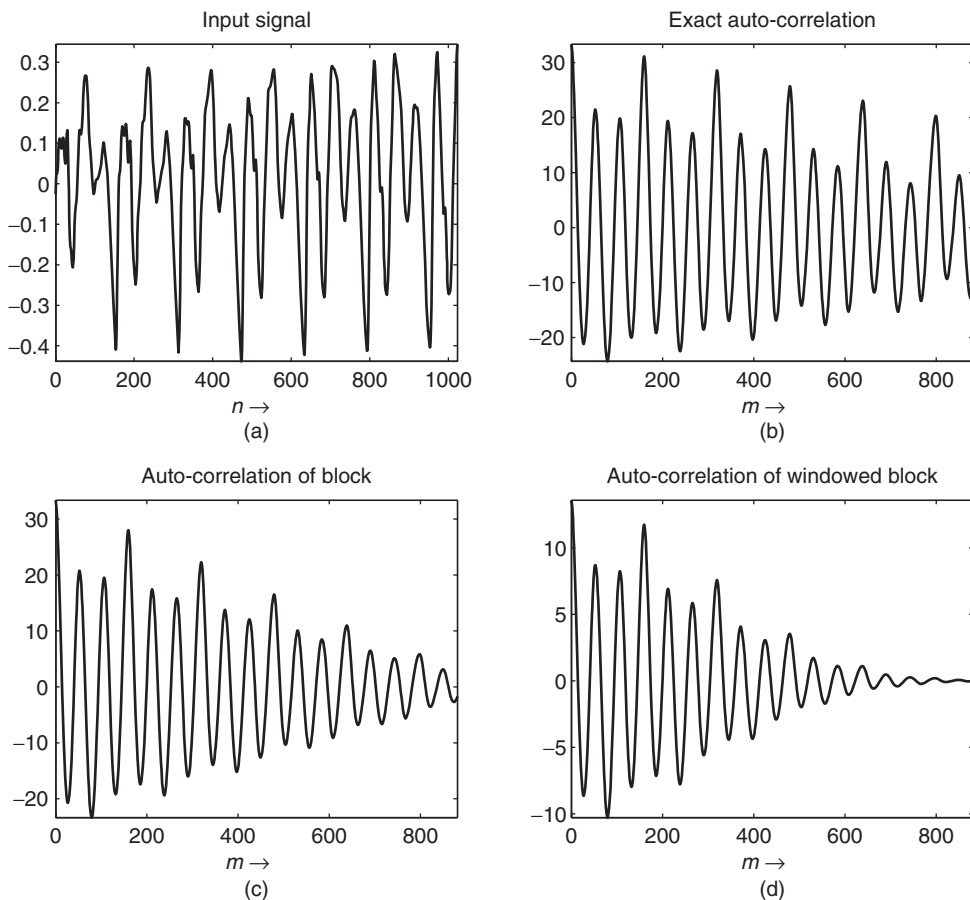 Input signal
0.3
0.2
0.1
0
−0.1
−0.2
−0.3
−0.4
0 200 400 600 800 1000
n →
(a)
Exact auto-correlation
30
20
10
0
−10
−20
0 200 400 600 800
m →
(b)
Auto-correlation of block
30
20
10
0
−10
−20
0 200 400 600 800
m →
(c)
Auto-correlation of windowed block
10
5
0
−5
−10
0 200 400 600 800
m →
(d)